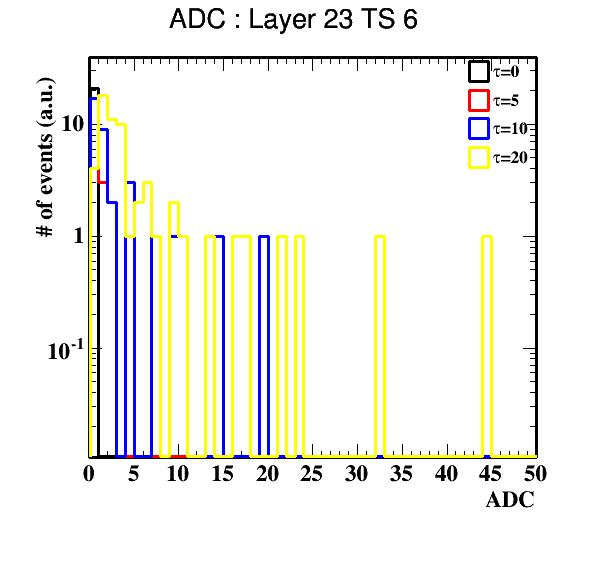 ADC : Layer 23 TS 6
# of events (a.u.)
10
1
10-1
τ=0
τ=5
τ=10
τ=20
0 5 10 15 20 25 30 35 40 45 50
ADC